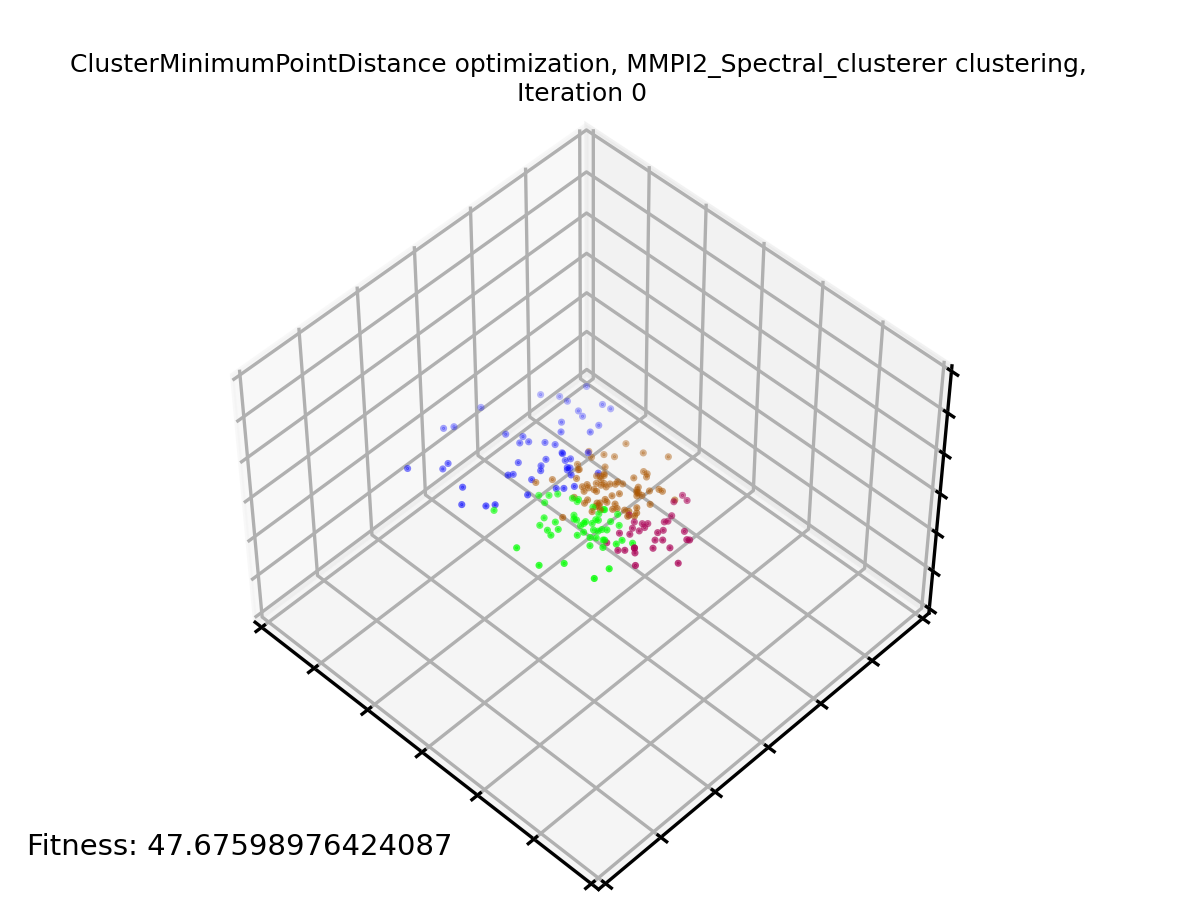 ClusterMinimumPointDistance optimization, MMPI2_Spectral_clusterer clustering,
Iteration 0
Fitness: 47.67598976424087